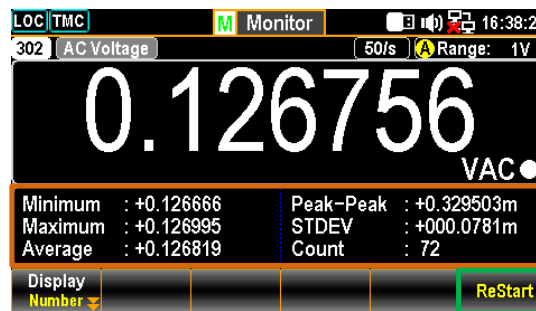 LOC TMC M Monitor 16:38:2
302 AC Voltage 50/s A Range: 1V
0.126756
VAC
Minimum : +0.126666 Peak-Peak : +0.329503m
Maximum : +0.126995 STDEV : +000.0781m
Average : +0.126819 Count : 72
Display
Number ReStart